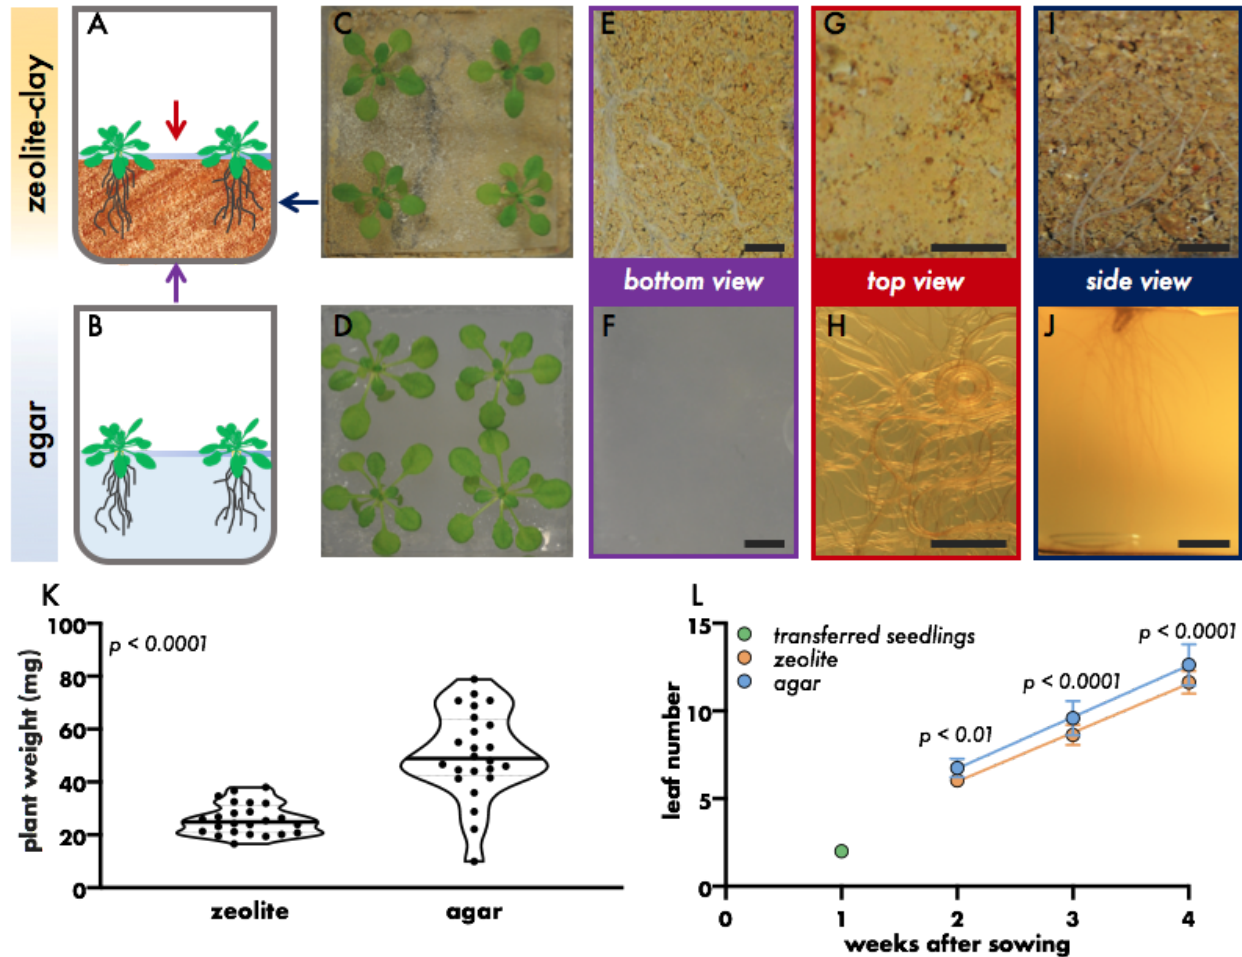 zeolite-clay
A
C
E
G
I
bottom view
top view
side view
agar
B
D
F
H
J
K
100
80
60
40
20
0
plant weight (mg)
p < 0.0001
zeolite
agar
L
15
10
5
0
leaf number
transferred seedlings
zeolite
agar
p < 0.01
p < 0.0001
p < 0.0001
0 1 2 3 4
weeks after sowing